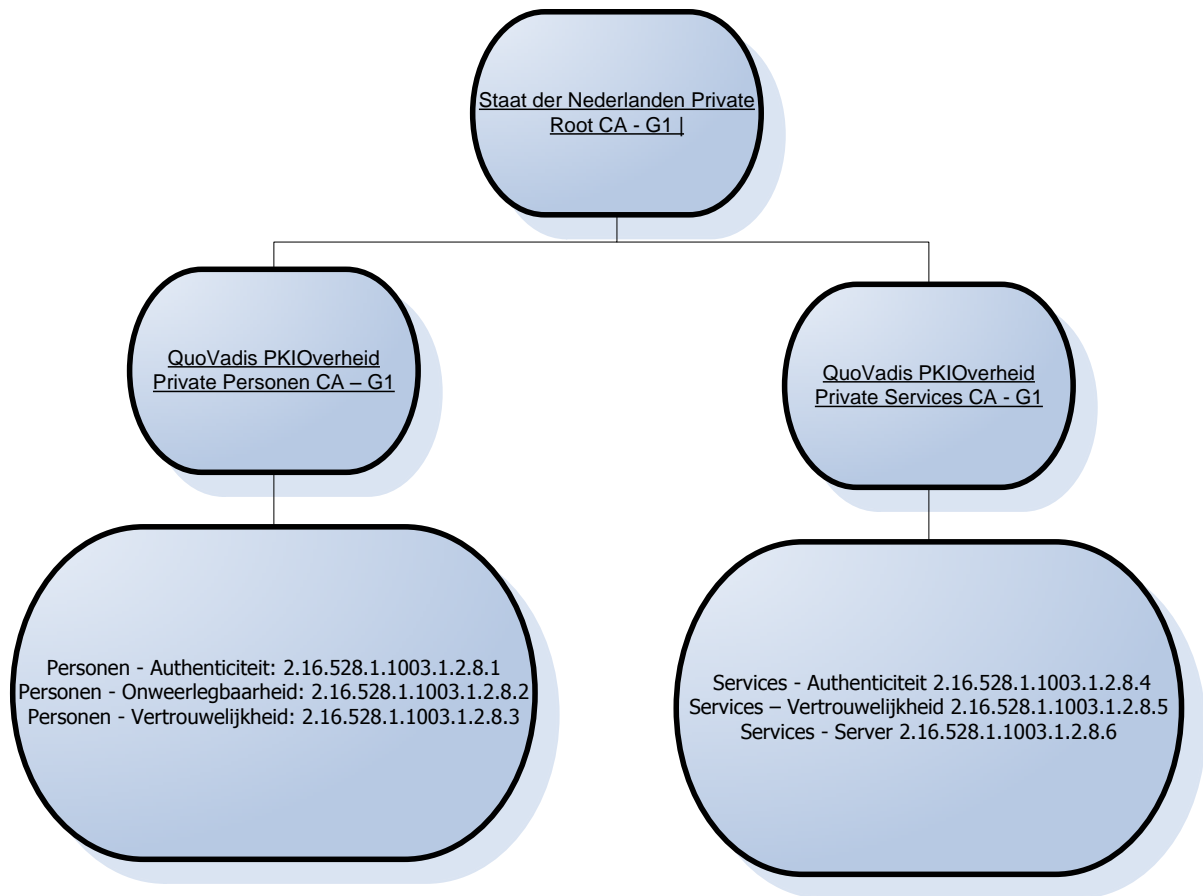 Staat der Nederlanden Private
Root CA - G1 |
QuoVadis PKIOverheid
Private Personen CA – G1
QuoVadis PKIOverheid
Private Services CA - G1
Personen - Authenticiteit: 2.16.528.1.1003.1.2.8.1
Personen - Onweerlegbaarheid: 2.16.528.1.1003.1.2.8.2
Personen - Vertrouwelijkheid: 2.16.528.1.1003.1.2.8.3
Services - Authenticiteit 2.16.528.1.1003.1.2.8.4
Services – Vertrouwelijkheid 2.16.528.1.1003.1.2.8.5
Services - Server 2.16.528.1.1003.1.2.8.6